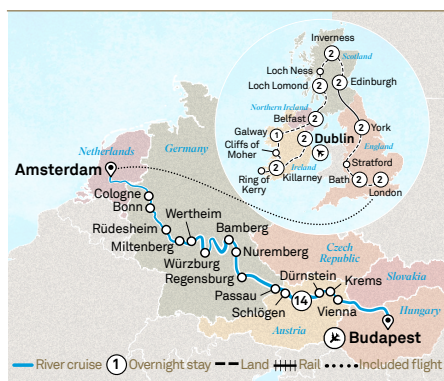 Inverness
2
Scotland
Loch Ness
Loch Lomond
2
2
Edinburgh
Northern Ireland
Belfast
2
2
York
Galway
1
2
Dublin
England
Cliffs of
Moher
Stratford
Ireland
Ring of
Kerry
2
Killarney
Bath
2
2
London
Netherlands
Germany
Amsterdam
Cologne
Bonn
Rüdesheim
Wertheim
Miltenberg
Bamberg
Würzburg
Nuremberg
Regensburg
Czech
Republic
Dürnstein
Krems
Slovakia
Passau
14
Schlögen
Vienna
Hungary
Austria
Budapest
River cruise
1
Overnight stay
Land
Rail
Included flight